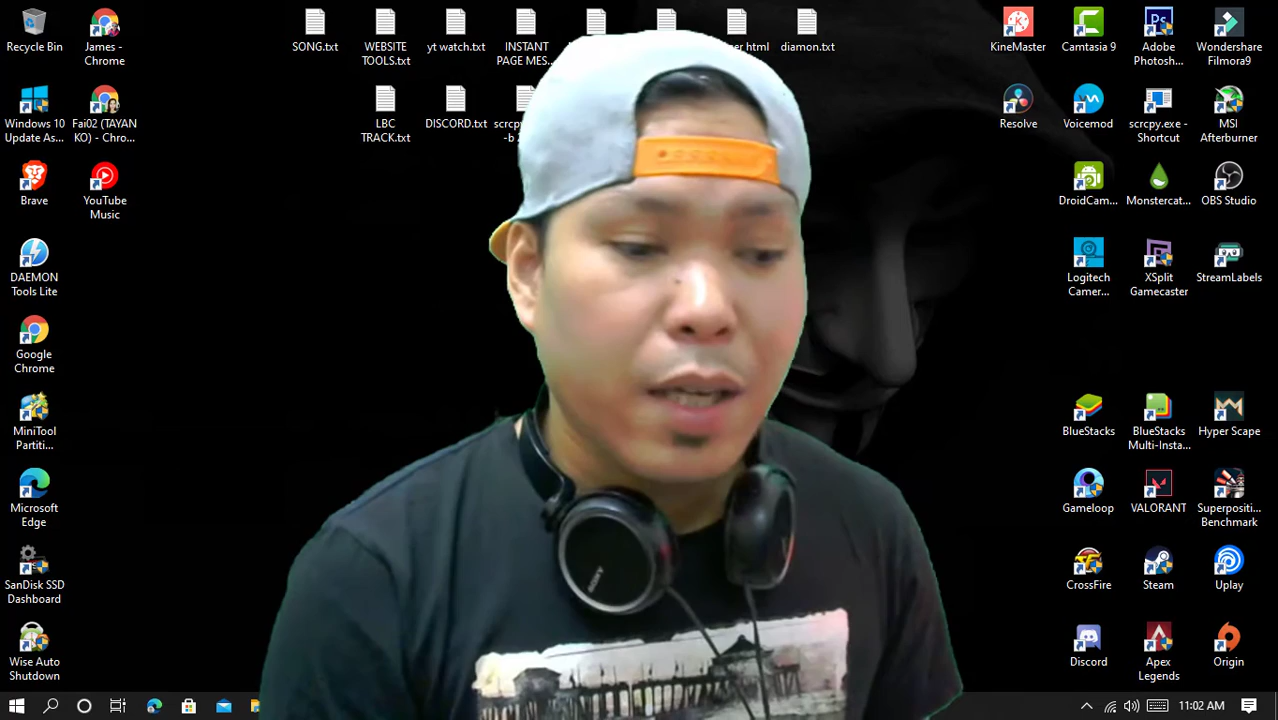 Recycle Bin
James -
Chrome
SONG.txt
WEBSITE
TOOLS.txt
yt watch.txt
INSTANT
PAGE MES...
html
diamon.txt
KineMaster
Camtasia 9
Adobe
Photosh...
Wondershare
Filmora9
Windows 10
Update As...
Fai02 (TAYAN
KO) - Chro...
LBC
TRACK.txt
DISCORD.txt
Resolve
Voicemod
scrcpy.exe -
Shortcut
MSI
Afterburner
Brave
YouTube
Music
DroidCam...
Monstercat...
OBS Studio
DAEMON
Tools Lite
Logitech
Camer...
XSplit
Gamecaster
StreamLabels
Google
Chrome
MiniTool
Partiti...
BlueStacks
BlueStacks
Multi-Insta...
Hyper Scape
Microsoft
Edge
Gameloop
VALORANT
Superpositi...
Benchmark
SanDisk SSD
Dashboard
CrossFire
Steam
Uplay
SONY
Wise Auto
Shutdown
Discord
Apex
Legends
Origin
11:02 AM